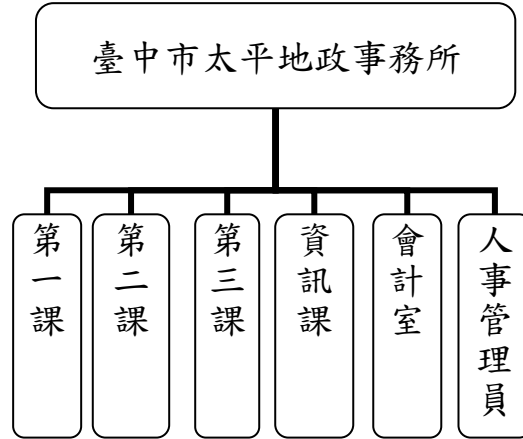 臺中市太平地政事務所
第一課
第二課
第三課
資訊課
會計室
人事管理員